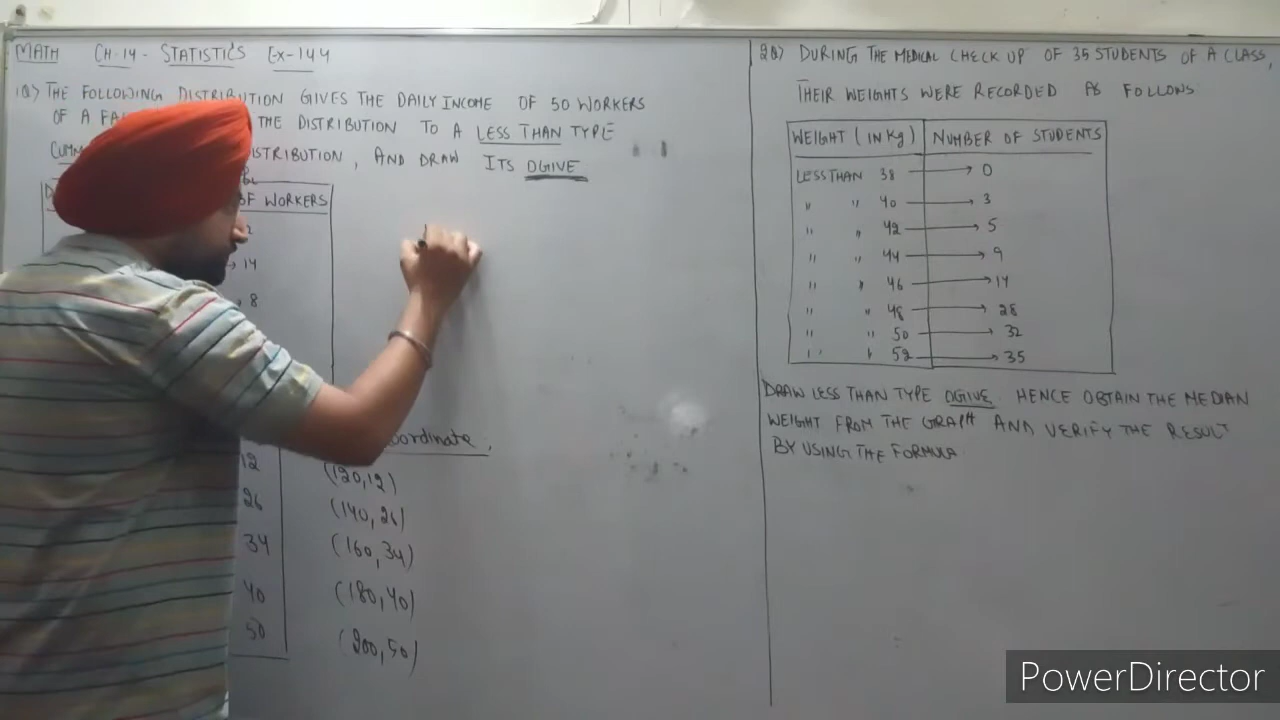 MATH CH-14 - STATISTICS EX-14.4
1Q) THE FOLLOWING DISTRIBUTION GIVES THE DAILY INCOME OF 50 WORKERS
OF A THE DISTRIBUTION TO A LESS THAN TYPE
DISTRIBUTION, AND DRAW ITS OGIVE
OF WORKERS
14
8
coordinate,
12 (120,12)
26 (140,26)
34 (160,34)
40 (180,40)
50 (200,50)
2Q) DURING THE MEDICAL CHECK UP OF 35 STUDENTS OF A CLASS,
THEIR WEIGHTS WERE RECORDED AS FOLLOWS
WEIGHT (IN Kg) NUMBER OF STUDENTS
LESS THAN 38 → 0
" " 40 → 3
" " 42 → 5
" " 44 → 9
" " 46 → 14
" " 48 → 28
" " 50 → 32
" " 52 → 35
DRAW LESS THAN TYPE OGIVE. HENCE OBTAIN THE MEDIAN
WEIGHT FROM THE GRAPH AND VERIFY THE RESULT
BY USING THE FORMULA.
PowerDirector